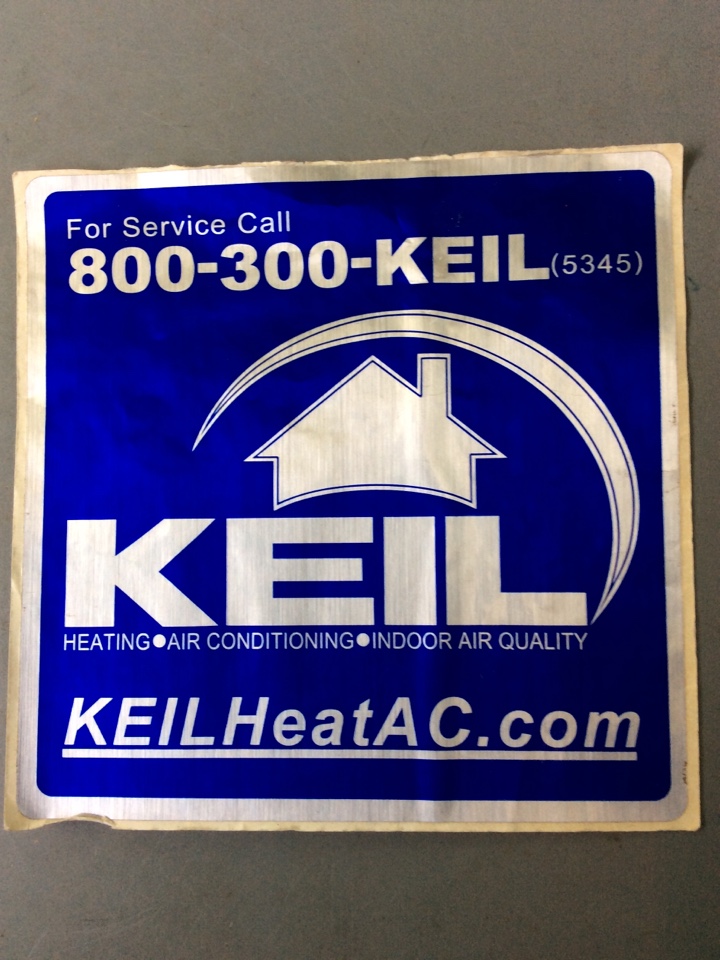 For Service Call
800-300-KEIL(5345)
KEIL
HEATING●AIR CONDITIONING●INDOOR AIR QUALITY
KEILHeatAC.com